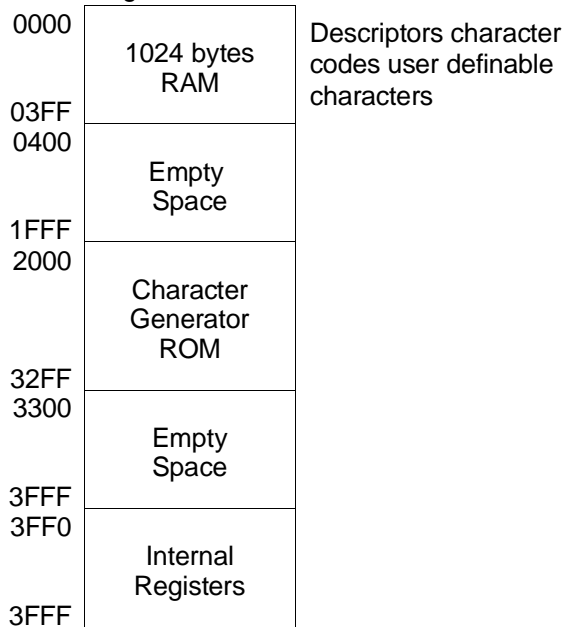 0000
1024 bytes
RAM
Descriptors character
codes user definable
characters
03FF
0400
Empty
Space
1FFF
2000
Character
Generator
ROM
32FF
3300
Empty
Space
3FFF
3FF0
Internal
Registers
3FFF